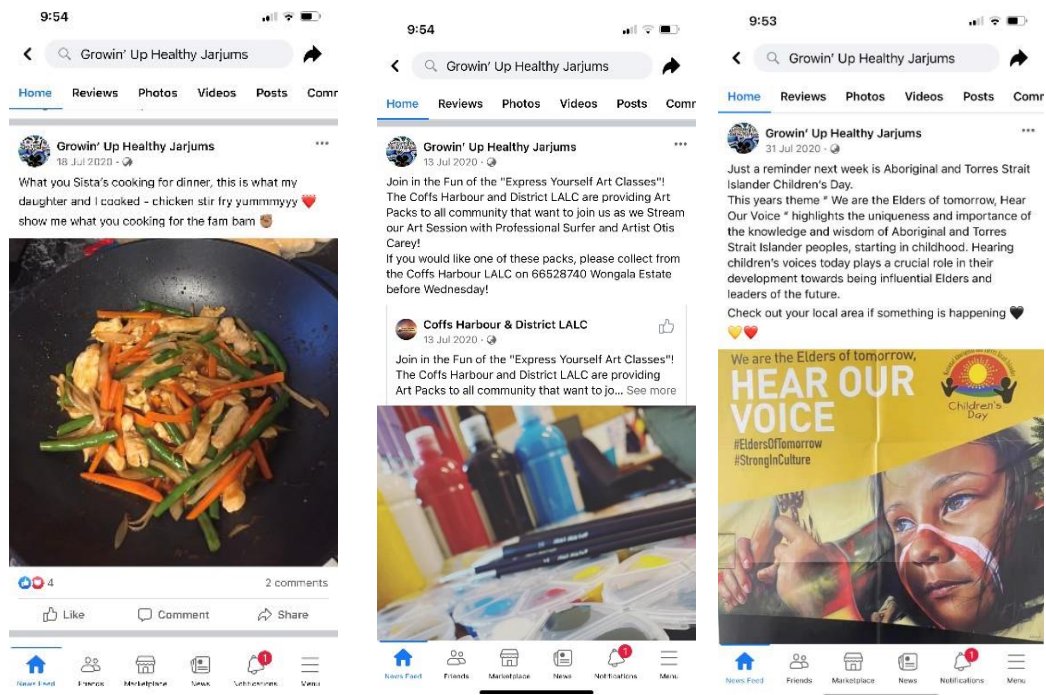 9:54
Growin' Up Healthy Jarjums
Home Reviews Photos Videos Posts Comr
Growin' Up Healthy Jarjums
18 Jul 2020
What you Sista's cooking for dinner, this is what my
daughter and I cooked - chicken stir fry yummmyyy ❤️
show me what you cooking for the fam bam ✊🏽
4
2 comments
Like Comment Share
1
News Feed Friends Marketplace News Notifications Menu
9:54
Growin' Up Healthy Jarjums
Home Reviews Photos Videos Posts Comr
Growin' Up Healthy Jarjums
13 Jul 2020
Join in the Fun of the "Express Yourself Art Classes"!
The Coffs Harbour and District LALC are providing Art
Packs to all community that want to join us as we Stream
our Art Session with Professional Surfer and Artist Otis
Carey!
If you would like one of these packs, please collect from
the Coffs Harbour LALC on 66528740 Wongala Estate
before Wednesday!
Coffs Harbour & District LALC
13 Jul 2020
Join in the Fun of the "Express Yourself Art Classes"!
The Coffs Harbour and District LALC are providing
Art Packs to all community that want to jo... See more
1
News Feed Friends Marketplace News Notifications Menu
9:53
Growin' Up Healthy Jarjums
Home Reviews Photos Videos Posts Comr
Growin' Up Healthy Jarjums
31 Jul 2020
Just a reminder next week is Aboriginal and Torres Strait
Islander Children's Day.
This years theme " We are the Elders of tomorrow, Hear
Our Voice " highlights the uniqueness and importance of
the knowledge and wisdom of Aboriginal and Torres
Strait Islander peoples, starting in childhood. Hearing
children's voices today plays a crucial role in their
development towards being influential Elders and
leaders of the future.
Check out your local area if something is happening 🖤
💛❤️
We are the Elders of tomorrow,
HEAR OUR
VOICE
#EldersOfTomorrow
#StrongInCulture
Children's
Day
1
News Feed Friends Marketplace News Notifications Menu